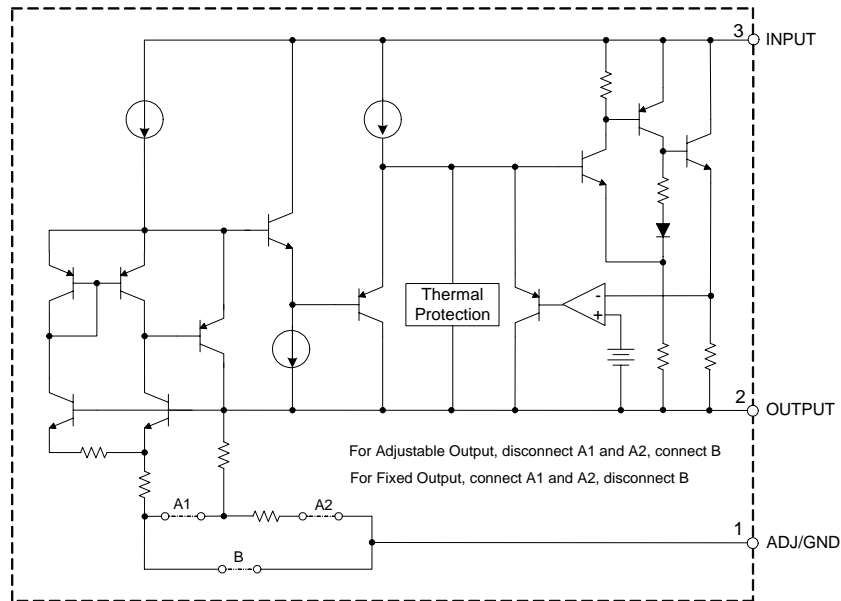 3
INPUT
Thermal
Protection
-
+
2
OUTPUT
For Adjustable Output, disconnect A1 and A2, connect B
For Fixed Output, connect A1 and A2, disconnect B
A1
A2
1
ADJ/GND
B